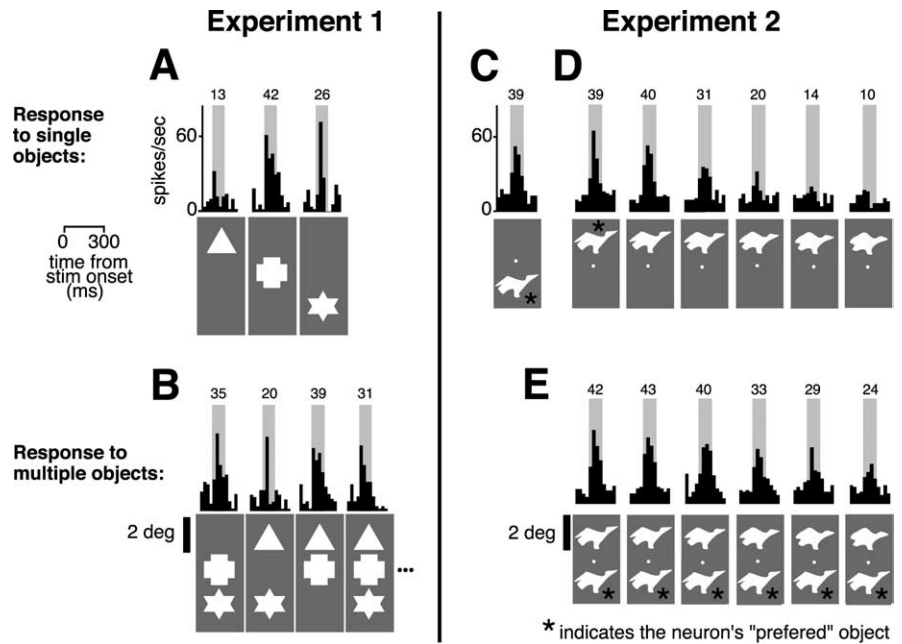 Experiment 1
Experiment 2
A
C
D
Response
to single
objects:
13 42 26
39
39 40 31 20 14 10
spikes/sec
60
0
60
0
0 300
time from
stim onset
(ms)
*
*
B
E
35 20 39 31
42 43 40 33 29 24
Response to
multiple objects:
2 deg
...
2 deg
* * * * * *
* indicates the neuron's "prefered" object